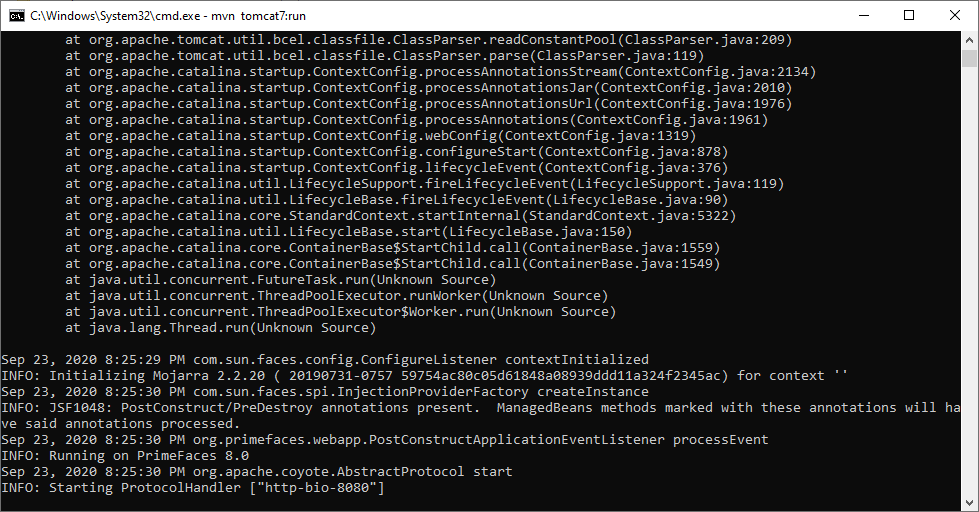 C:\Windows\System32\cmd.exe - mvn  tomcat7:run
at org.apache.tomcat.util.bcel.classfile.ClassParser.readConstantPool(ClassParser.java:209)
at org.apache.tomcat.util.bcel.classfile.ClassParser.parse(ClassParser.java:119)
at org.apache.catalina.startup.ContextConfig.processAnnotationsStream(ContextConfig.java:2134)
at org.apache.catalina.startup.ContextConfig.processAnnotationsJar(ContextConfig.java:2010)
at org.apache.catalina.startup.ContextConfig.processAnnotationsUrl(ContextConfig.java:1976)
at org.apache.catalina.startup.ContextConfig.processAnnotations(ContextConfig.java:1961)
at org.apache.catalina.startup.ContextConfig.webConfig(ContextConfig.java:1319)
at org.apache.catalina.startup.ContextConfig.configureStart(ContextConfig.java:878)
at org.apache.catalina.startup.ContextConfig.lifecycleEvent(ContextConfig.java:376)
at org.apache.catalina.util.LifecycleSupport.fireLifecycleEvent(LifecycleSupport.java:119)
at org.apache.catalina.util.LifecycleBase.fireLifecycleEvent(LifecycleBase.java:90)
at org.apache.catalina.core.StandardContext.startInternal(StandardContext.java:5322)
at org.apache.catalina.util.LifecycleBase.start(LifecycleBase.java:150)
at org.apache.catalina.core.ContainerBase$StartChild.call(ContainerBase.java:1559)
at org.apache.catalina.core.ContainerBase$StartChild.call(ContainerBase.java:1549)
at java.util.concurrent.FutureTask.run(Unknown Source)
at java.util.concurrent.ThreadPoolExecutor.runWorker(Unknown Source)
at java.util.concurrent.ThreadPoolExecutor$Worker.run(Unknown Source)
at java.lang.Thread.run(Unknown Source)
Sep 23, 2020 8:25:29 PM com.sun.faces.config.ConfigureListener contextInitialized
INFO: Initializing Mojarra 2.2.20 ( 20190731-0757 59754ac80c05d61848a08939ddd11a324f2345ac) for context ''
Sep 23, 2020 8:25:30 PM com.sun.faces.spi.InjectionProviderFactory createInstance
INFO: JSF1048: PostConstruct/PreDestroy annotations present.  ManagedBeans methods marked with these annotations will ha
ve said annotations processed.
Sep 23, 2020 8:25:30 PM org.primefaces.webapp.PostConstructApplicationEventListener processEvent
INFO: Running on PrimeFaces 8.0
Sep 23, 2020 8:25:30 PM org.apache.coyote.AbstractProtocol start
INFO: Starting ProtocolHandler ["http-bio-8080"]